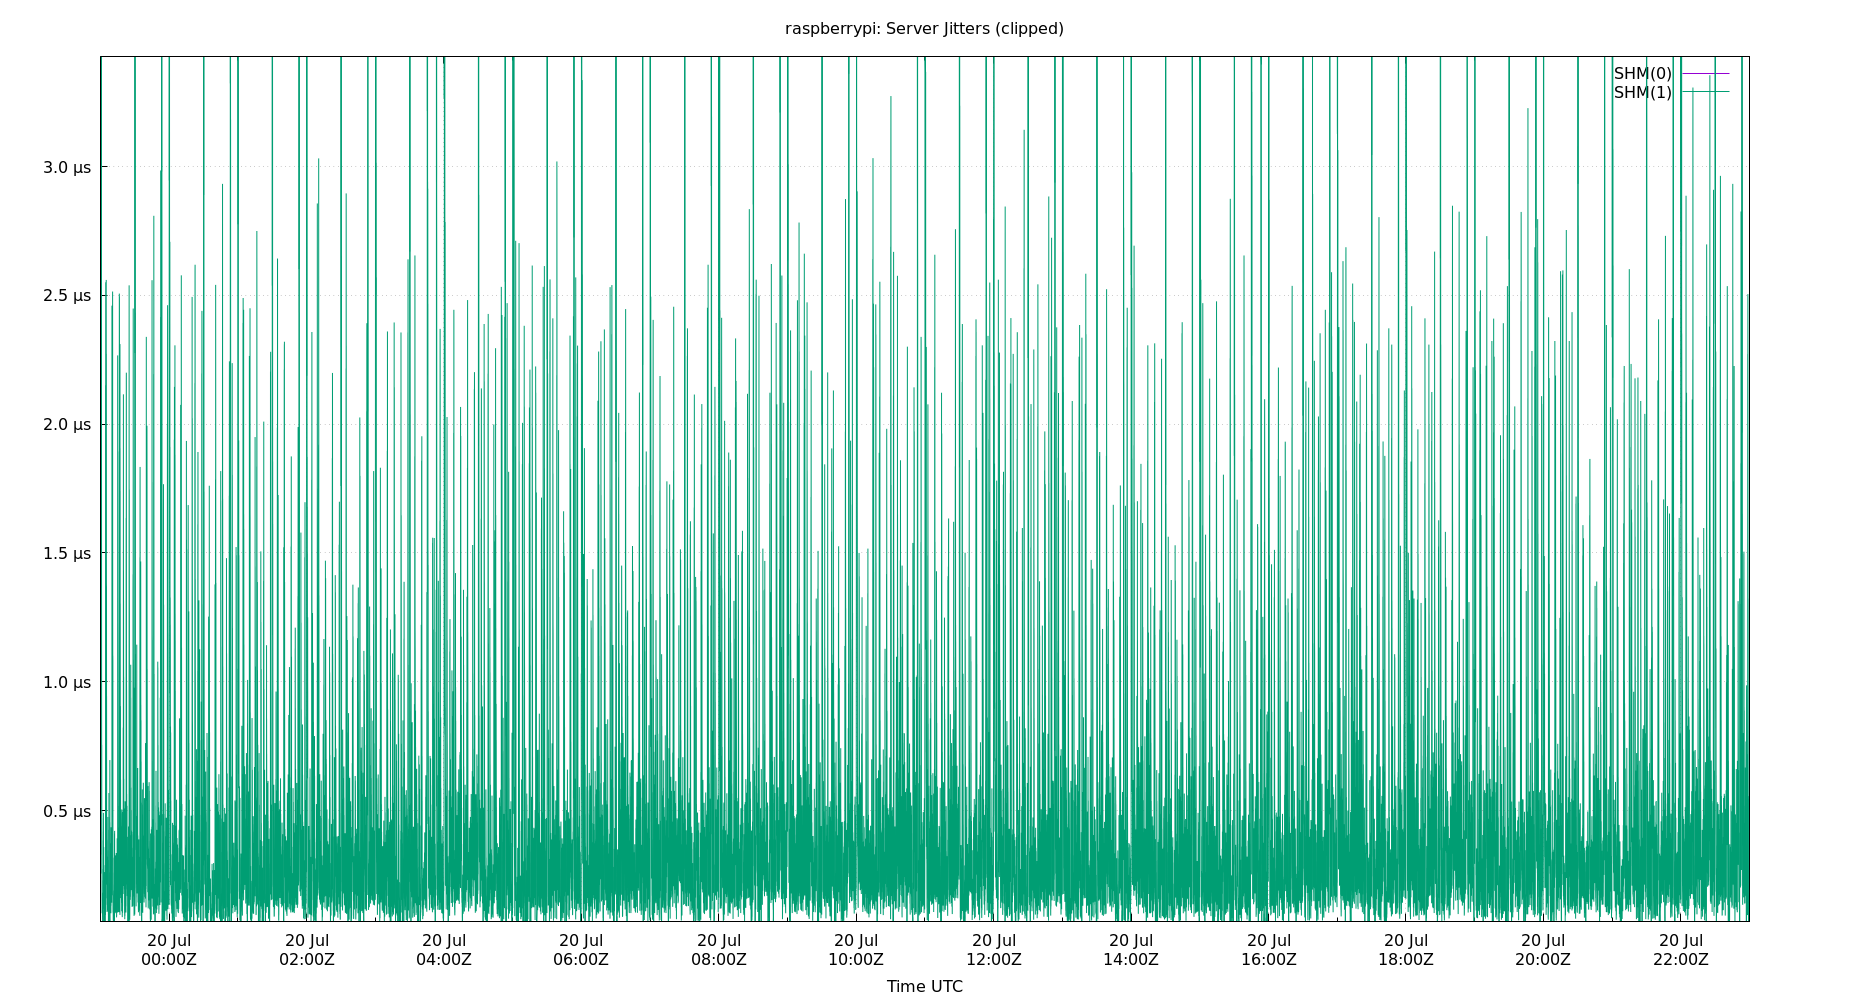 raspberrypi: Server Jitters (clipped)
SHM(0)
SHM(1)
3.0 µs
2.5 µs
2.0 µs
1.5 µs
1.0 µs
0.5 µs
20 Jul 20 Jul 20 Jul 20 Jul 20 Jul 20 Jul 20 Jul 20 Jul 20 Jul 20 Jul 20 Jul 20 Jul
00:00Z 02:00Z 04:00Z 06:00Z 08:00Z 10:00Z 12:00Z 14:00Z 16:00Z 18:00Z 20:00Z 22:00Z
Time UTC